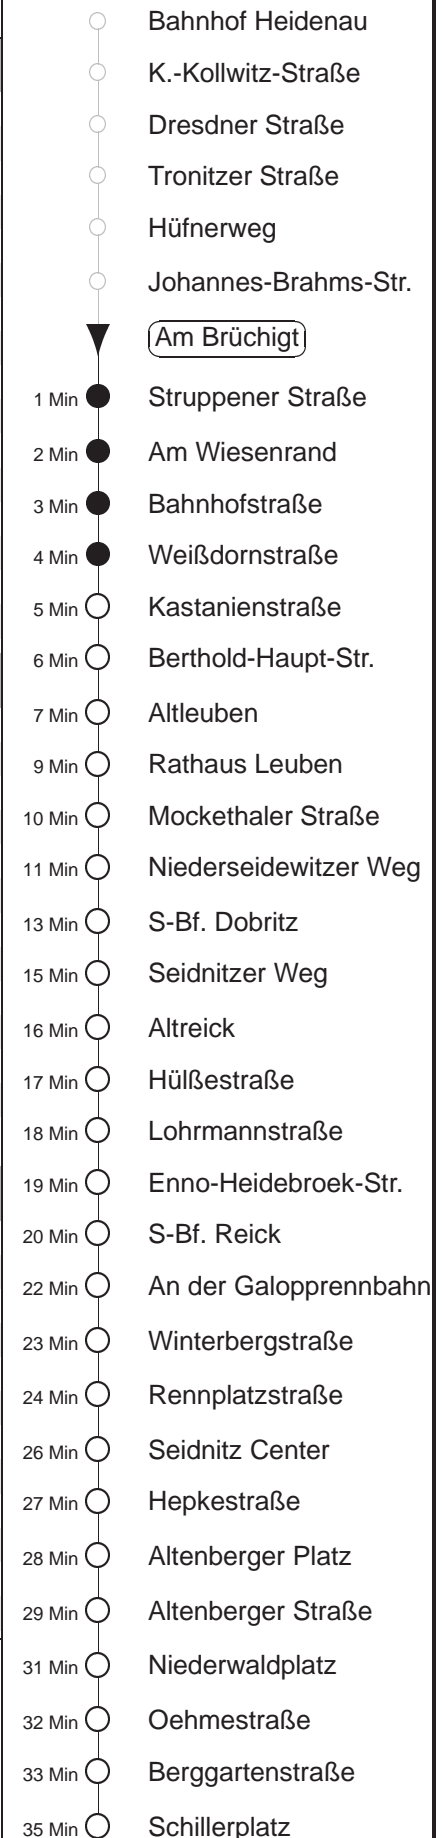 Bahnhof Heidenau
K.-Kollwitz-Straße
Dresdner Straße
Tronitzer Straße
Hüfnerweg
Johannes-Brahms-Str.
Am Brüchigt
1 Min Struppener Straße
2 Min Am Wiesenrand
3 Min Bahnhofstraße
4 Min Weißdornstraße
5 Min Kastanienstraße
6 Min Berthold-Haupt-Str.
7 Min Altleuben
9 Min Rathaus Leuben
10 Min Mockethaler Straße
11 Min Niederseidewitzer Weg
13 Min S-Bf. Dobritz
15 Min Seidnitzer Weg
16 Min Altreick
17 Min Hülßestraße
18 Min Lohrmannstraße
19 Min Enno-Heidebroek-Str.
20 Min S-Bf. Reick
22 Min An der Galopprennbahn
23 Min Winterbergstraße
24 Min Rennplatzstraße
26 Min Seidnitz Center
27 Min Hepkestraße
28 Min Altenberger Platz
29 Min Altenberger Straße
31 Min Niederwaldplatz
32 Min Oehmestraße
33 Min Berggartenstraße
35 Min Schillerplatz